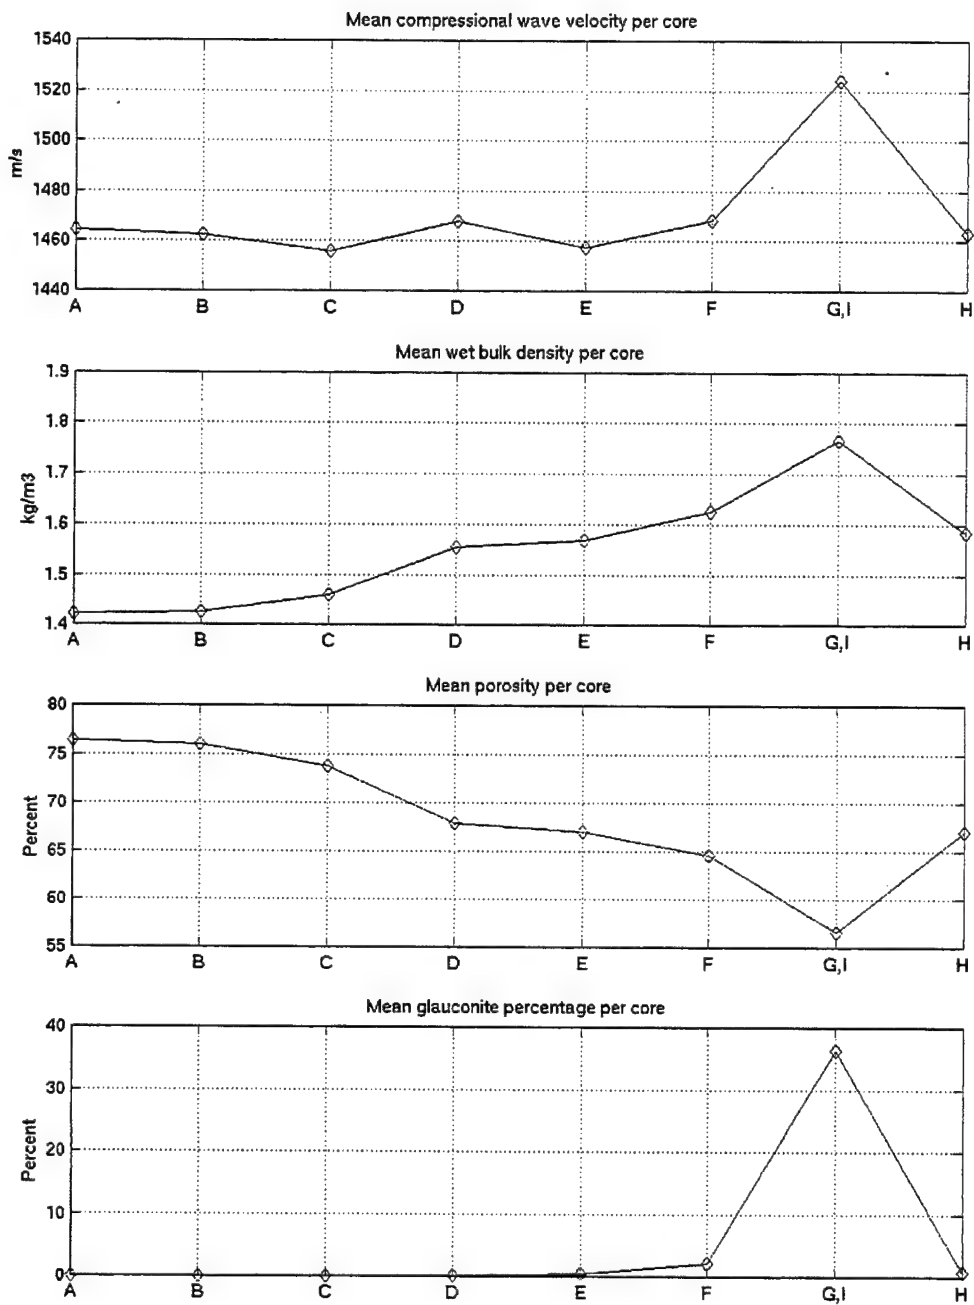 Mean compressional wave velocity per core
1540
1520
1500
1480
1460
1440
m/s
A B C D E F G,I H
Mean wet bulk density per core
1.9
1.8
1.7
1.6
1.5
1.4
kg/m3
A B C D E F G,I H
Mean porosity per core
80
75
70
65
60
55
Percent
A B C D E F G,I H
Mean glauconite percentage per core
40
30
20
10
0
Percent
A B C D E F G,I H